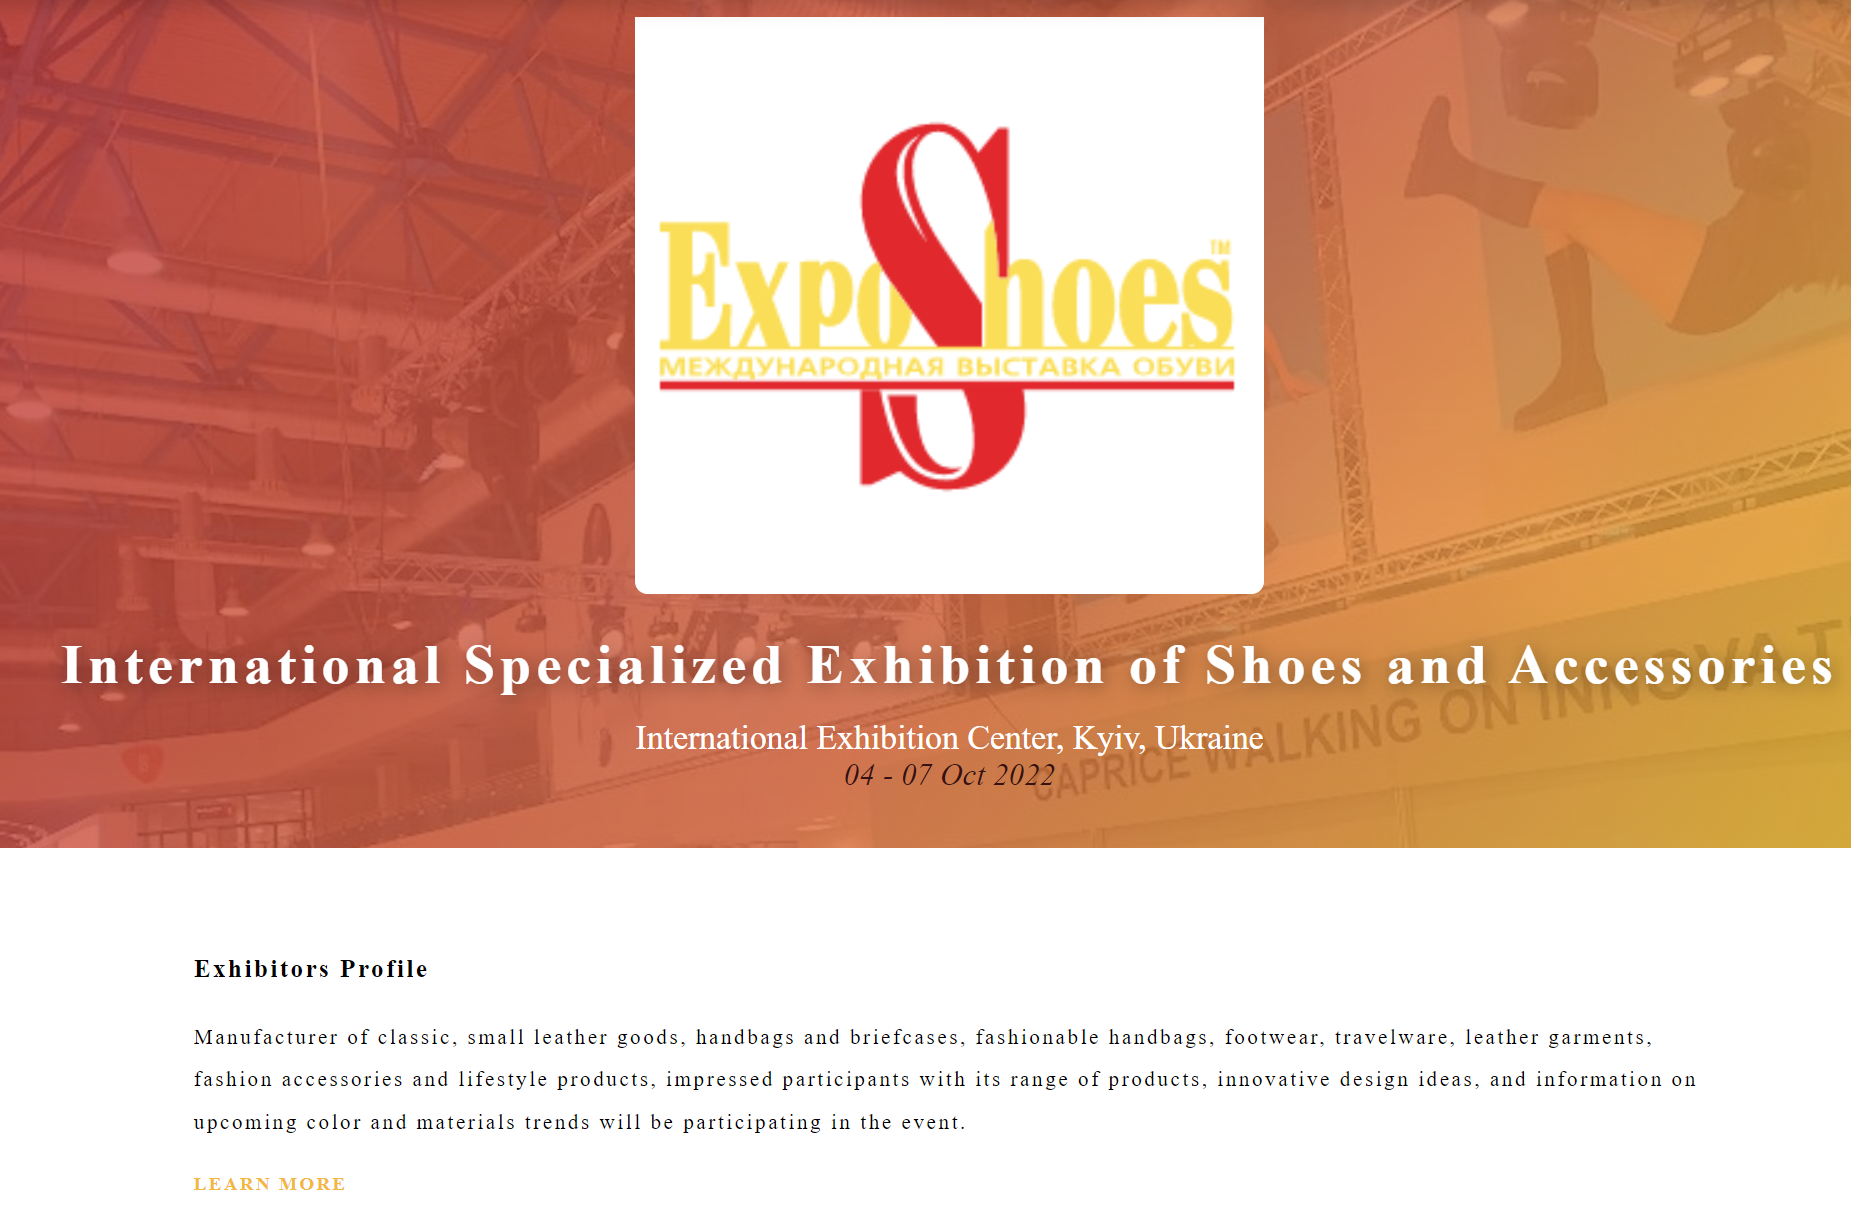 ExpoShoes™
МЕЖДУНАРОДНАЯ ВЫСТАВКА ОБУВИ
International Specialized Exhibition of Shoes and Accessories
International Exhibition Center, Kyiv, Ukraine
04 - 07 Oct 2022
CAPRICE WALKING ON INNOVAT
Exhibitors Profile
Manufacturer of classic, small leather goods, handbags and briefcases, fashionable handbags, footwear, travelware, leather garments,
fashion accessories and lifestyle products, impressed participants with its range of products, innovative design ideas, and information on
upcoming color and materials trends will be participating in the event.
LEARN MORE